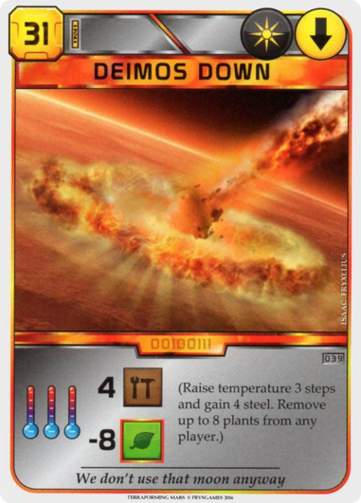 31
DEIMOS DOWN
ISAAC FRYXELIUS
00100111
039
4
-8
(Raise temperature 3 steps
and gain 4 steel. Remove
up to 8 plants from any
player.)
We don't use that moon anyway
TERRAFORMING MARS © FRYXGAMES 2016